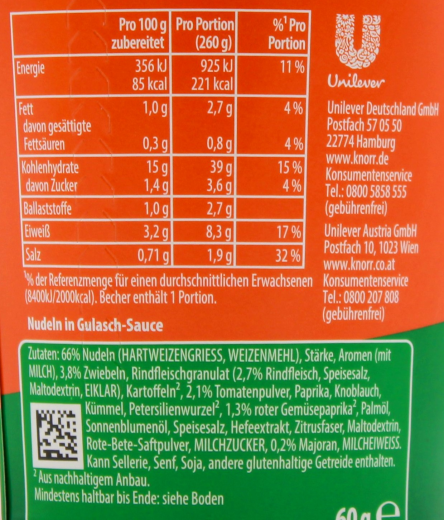 Pro 100 g Pro Portion %¹ Pro
zubereitet (260 g) Portion
Energie 356 kJ 925 kJ 11 %
85 kcal 221 kcal
Fett 1,0 g 2,7 g 4 %
davon gesättigte
Fettsäuren 0,3 g 0,8 g 4 %
Kohlenhydrate 15 g 39 g 15 %
davon Zucker 1,4 g 3,6 g 4 %
Ballaststoffe 1,0 g 2,7 g
Eiweiß 3,2 g 8,3 g 17 %
Salz 0,71 g 1,9 g 32 %
¹% der Referenzmenge für einen durchschnittlichen Erwachsenen
(8400kJ/2000kcal). Becher enthält 1 Portion.
Unilever
Unilever Deutschland GmbH
Postfach 57 05 50
22774 Hamburg
www.knorr.de
Konsumentenservice
Tel.: 0800 5858 555
(gebührenfrei)
Unilever Austria GmbH
Postfach 10, 1023 Wien
www.knorr.co.at
Konsumentenservice
Tel.: 0800 207 808
(gebührenfrei)
Nudeln in Gulasch-Sauce
Zutaten: 66% Nudeln (HARTWEIZENGRIESS, WEIZENMEHL), Stärke, Aromen (mit
MILCH), 3,8% Zwiebeln, Rindfleischgranulat (2,7% Rindfleisch, Speisesalz,
Maltodextrin, EIKLAR), Kartoffeln², 2,1% Tomatenpulver, Paprika, Knoblauch,
Kümmel, Petersilienwurzel², 1,3% roter Gemüsepaprika², Palmöl,
Sonnenblumenöl, Speisesalz, Hefeextrakt, Zitrusfaser, Maltodextrin,
Rote-Bete-Saftpulver, MILCHZUCKER, 0,2% Majoran, MILCHEIWEISS.
Kann Sellerie, Senf, Soja, andere glutenhaltige Getreide enthalten.
² Aus nachhaltigem Anbau.
Mindestens haltbar bis Ende: siehe Boden
60 g e